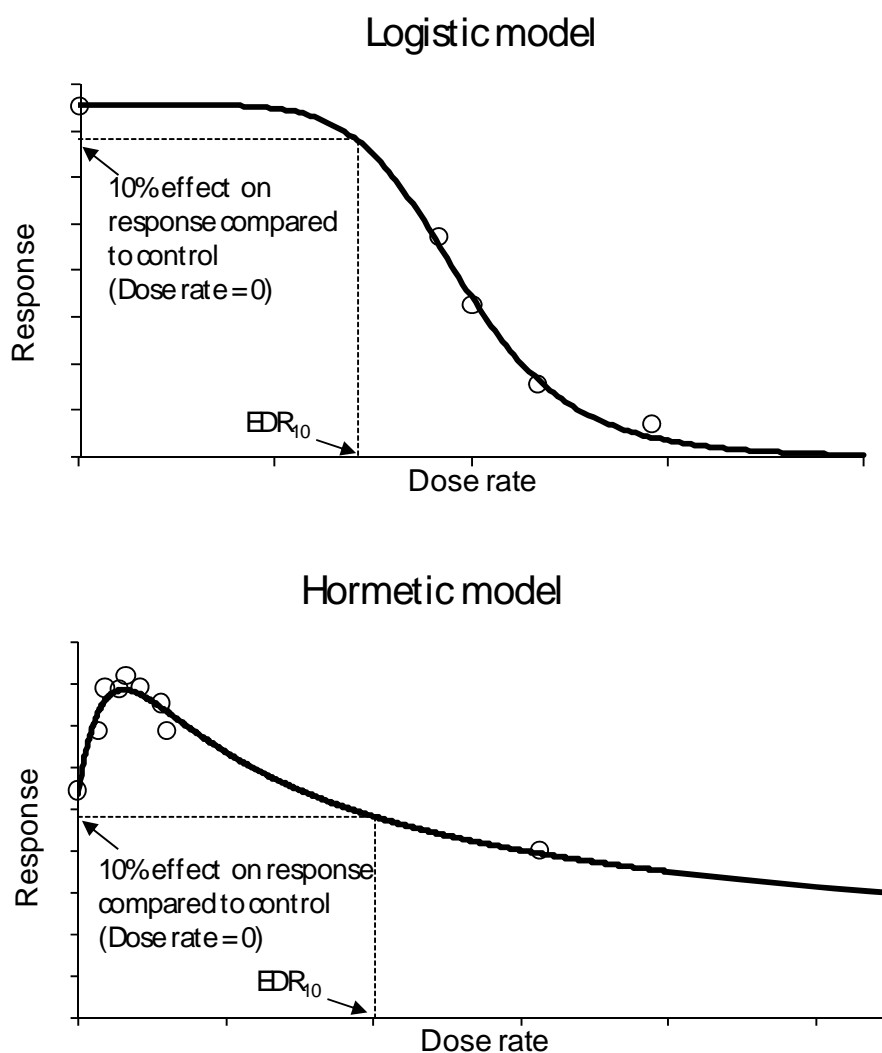 Logistic model
Response
10% effect on
response compared
to control
(Dose rate = 0)
EDR10
Dose rate
Hormetic model
Response
10% effect on response
compared to control
(Dose rate = 0)
EDR10
Dose rate